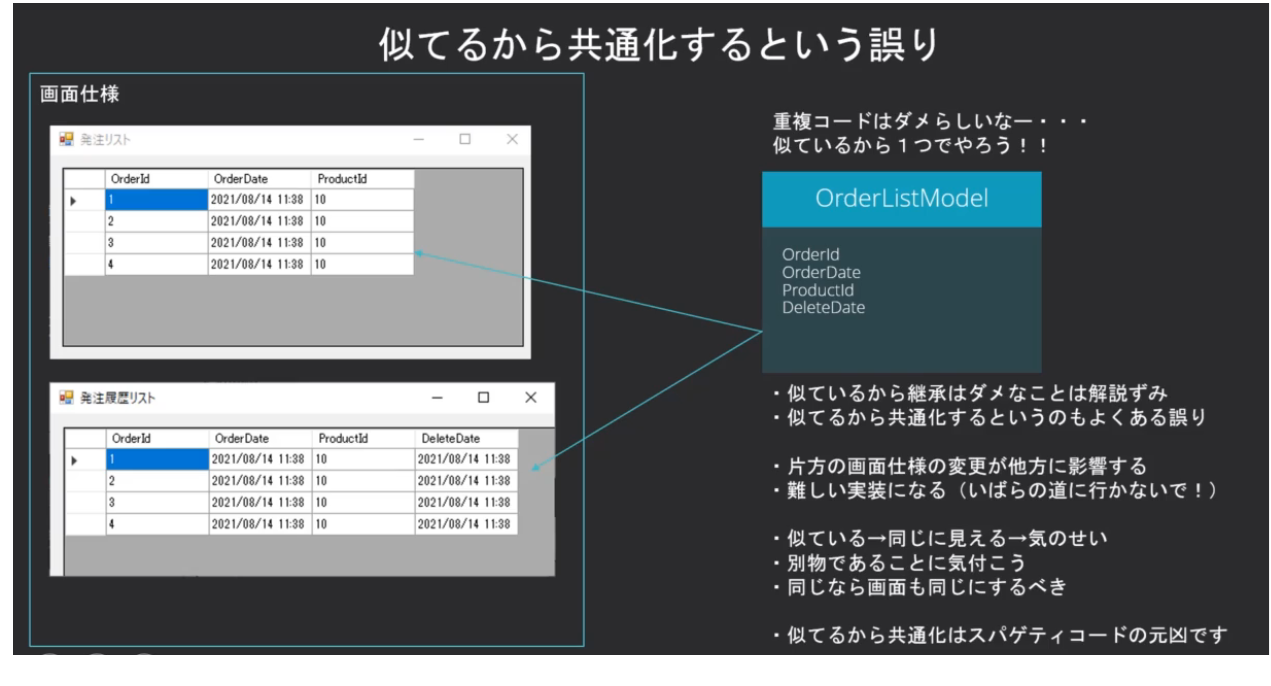 似てるから共通化するという誤り
画面仕様
発注リスト
OrderId OrderDate ProductId
1 2021/08/14 11:38 10
2 2021/08/14 11:38 10
3 2021/08/14 11:38 10
4 2021/08/14 11:38 10
発注履歴リスト
OrderId OrderDate ProductId DeleteDate
1 2021/08/14 11:38 10 2021/08/14 11:38
2 2021/08/14 11:38 10 2021/08/14 11:38
3 2021/08/14 11:38 10 2021/08/14 11:38
4 2021/08/14 11:38 10 2021/08/14 11:38
重複コードはダメらしいなー・・・
似ているから1つでやろう！！
OrderListModel
OrderId
OrderDate
ProductId
DeleteDate
・似ているから継承はダメなことは解説ずみ
・似てるから共通化するというのもよくある誤り
・片方の画面仕様の変更が他方に影響する
・難しい実装になる（いばらの道に行かないで！）
・似ている→同じに見える→気のせい
・別物であることに気付こう
・同じなら画面も同じにするべき
・似てるから共通化はスパゲティコードの元凶です